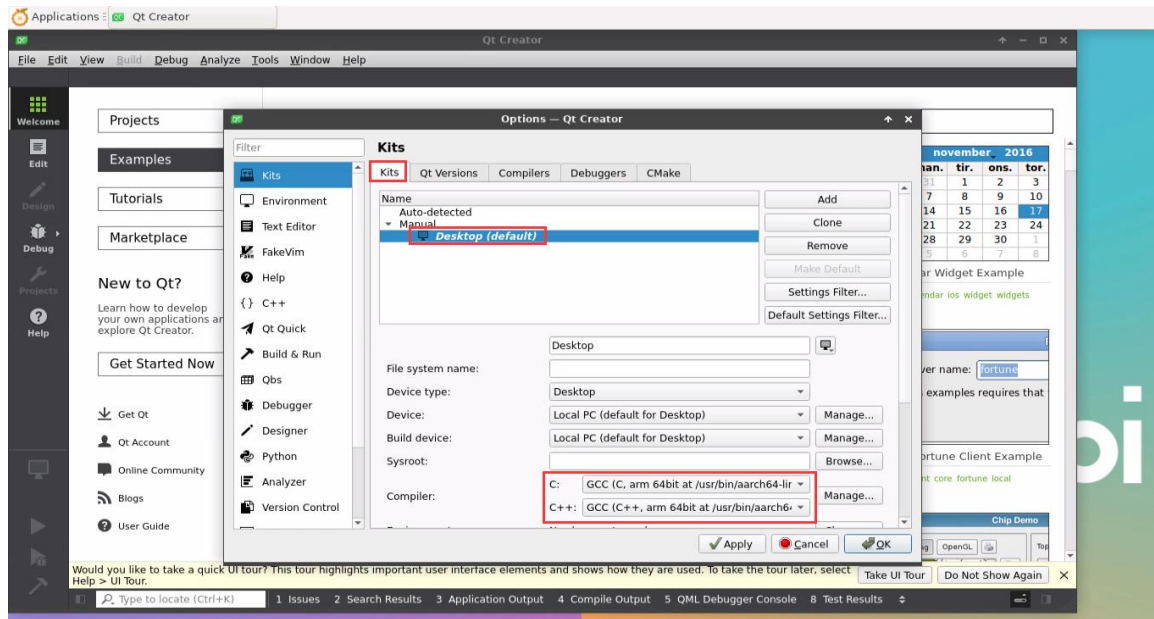 Applications
Qt Creator
Qt Creator
File Edit View Build Debug Analyze Tools Window Help
Welcome
Edit
Design
Debug
Projects
Help
Projects
Examples
Tutorials
Marketplace
New to Qt?
Learn how to develop
your own applications
explore Qt Creator.
Get Started Now
Get Qt
Qt Account
Online Community
Blogs
User Guide
Options — Qt Creator
Filter
Kits
Environment
Text Editor
FakeVim
Help
{} C++
Qt Quick
Build & Run
Qbs
Debugger
Designer
Python
Analyzer
Version Control
Kits
Kits Qt Versions Compilers Debuggers CMake
Name
Auto-detected
Manual
Desktop (default)
Add
Clone
Remove
Make Default
Settings Filter...
Default Settings Filter...
Desktop
File system name:
Device type: Desktop
Device: Local PC (default for Desktop) Manage...
Build device: Local PC (default for Desktop) Manage...
Sysroot: Browse...
Compiler: Manage...
C: GCC (C, arm 64bit at /usr/bin/aarch64-lir
C++: GCC (C++, arm 64bit at /usr/bin/aarch6
Apply Cancel OK
november 2016
tir. ons. tor.
31 1 2 3
7 8 9 10
14 15 16 17
21 22 23 24
28 29 30 1
5 6 7 8
Widget Example
ios widget widgets
name: fortune
examples requires that
Client Example
core fortune local
Chip Demo
OpenGL
pi
Would you like to take a quick UI tour? This tour highlights important user interface elements and shows how they are used. To take the tour later, select
Help > UI Tour.
Take UI Tour Do Not Show Again
Type to locate (Ctrl+K) 1 Issues 2 Search Results 3 Application Output 4 Compile Output 5 QML Debugger Console 8 Test Results